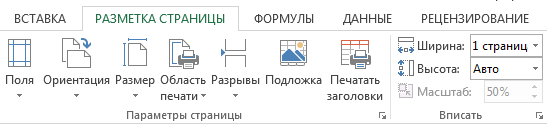 ВСТАВКА РАЗМЕТКА СТРАНИЦЫ ФОРМУЛЫ ДАННЫЕ РЕЦЕНЗИРОВАНИЕ
Поля Ориентация Размер Область печати Разрывы Подложка Печатать заголовки
Ширина: 1 страниц
Высота: Авто
Масштаб: 50%
Параметры страницы Вписать